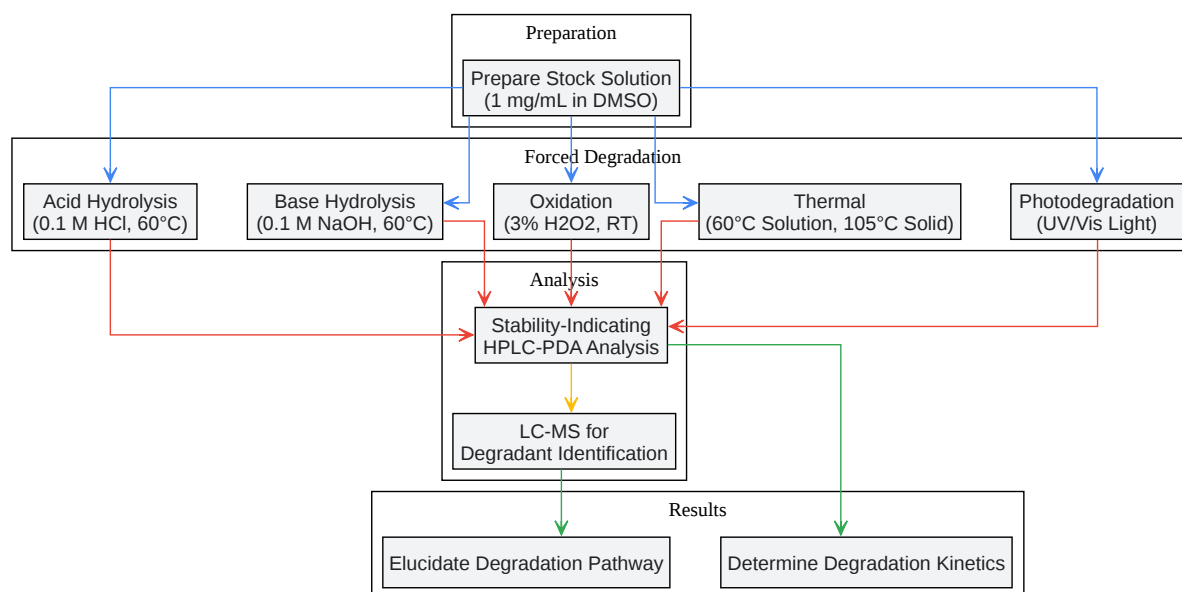 Preparation
Prepare Stock Solution
(1 mg/mL in DMSO)
Forced Degradation
Acid Hydrolysis
(0.1 M HCl, 60°C)
Base Hydrolysis
(0.1 M NaOH, 60°C)
Oxidation
(3% H2O2, RT)
Thermal
(60°C Solution, 105°C Solid)
Photodegradation
(UV/Vis Light)
Analysis
Stability-Indicating
HPLC-PDA Analysis
LC-MS for
Degradant Identification
Results
Elucidate Degradation Pathway
Determine Degradation Kinetics